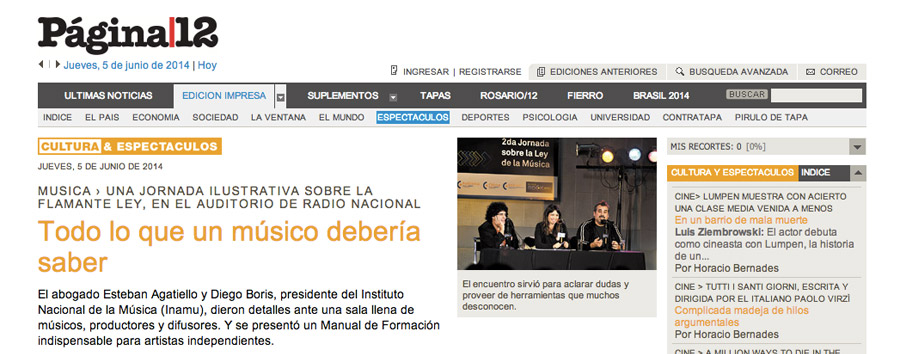 Página|12
Jueves, 5 de junio de 2014 | Hoy
INGRESAR | REGISTRARSE
EDICIONES ANTERIORES
BUSQUEDA AVANZADA
CORREO
ULTIMAS NOTICIAS EDICION IMPRESA SUPLEMENTOS TAPAS ROSARIO/12 FIERRO BRASIL 2014 BUSCAR
INDICE EL PAIS ECONOMIA SOCIEDAD LA VENTANA EL MUNDO ESPECTACULOS DEPORTES PSICOLOGIA UNIVERSIDAD CONTRATAPA PIRULO DE TAPA
CULTURA & ESPECTACULOS
JUEVES, 5 DE JUNIO DE 2014
MUSICA › UNA JORNADA ILUSTRATIVA SOBRE LA
FLAMANTE LEY, EN EL AUDITORIO DE RADIO NACIONAL
Todo lo que un músico debería
saber
El abogado Esteban Agatiello y Diego Boris, presidente del Instituto
Nacional de la Música (Inamu), dieron detalles ante una sala llena de
músicos, productores y difusores. Y se presentó un Manual de Formación
indispensable para artistas independientes.
2da Jornada
sobre la Ley
de la Música
El encuentro sirvió para aclarar dudas y
proveer de herramientas que muchos
desconocen.
MIS RECORTES: 0 [0%]
CULTURA Y ESPECTACULOS INDICE
CINE> LUMPEN MUESTRA CON ACIERTO
UNA CLASE MEDIA VENIDA A MENOS
En un barrio de mala muerte
Luis Ziembrowski: El actor debuta
como cineasta con Lumpen, la historia
de un...
Por Horacio Bernades
CINE > TUTTI I SANTI GIORNI, ESCRITA Y
DIRIGIDA POR EL ITALIANO PAOLO VIRZÌ
Complicada madeja de hilos
argumentales
Por Horacio Bernades
CINE > A MILLION WAYS TO DIE IN THE